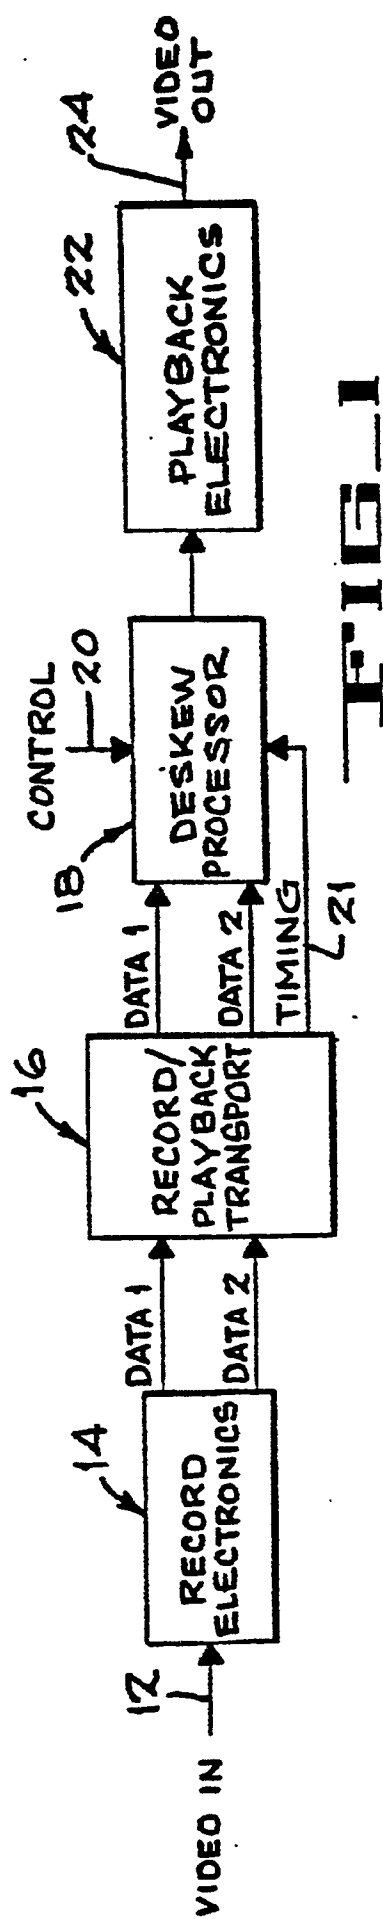 VIDEO IN
12
14
RECORD
ELECTRONICS
DATA 1
DATA 2
16
RECORD/
PLAYBACK
TRANSPORT
DATA 1
DATA 2
TIMING
21
18
CONTROL
20
DESKEW
PROCESSOR
22
PLAYBACK
ELECTRONICS
24
VIDEO
OUT
FIG_1